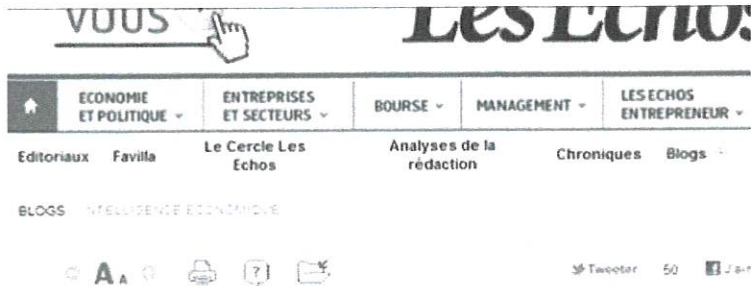 VOUS Les Echos
ECONOMIE ET POLITIQUE ENTREPRISES ET SECTEURS BOURSE MANAGEMENT LES ECHOS ENTREPRENEUR
Editoriaux Favilla Le Cercle Les Echos Analyses de la rédaction Chroniques Blogs
BLOGS INTELLIGENCE ECONOMIQUE
A A ? Tweeter 50 J'aim